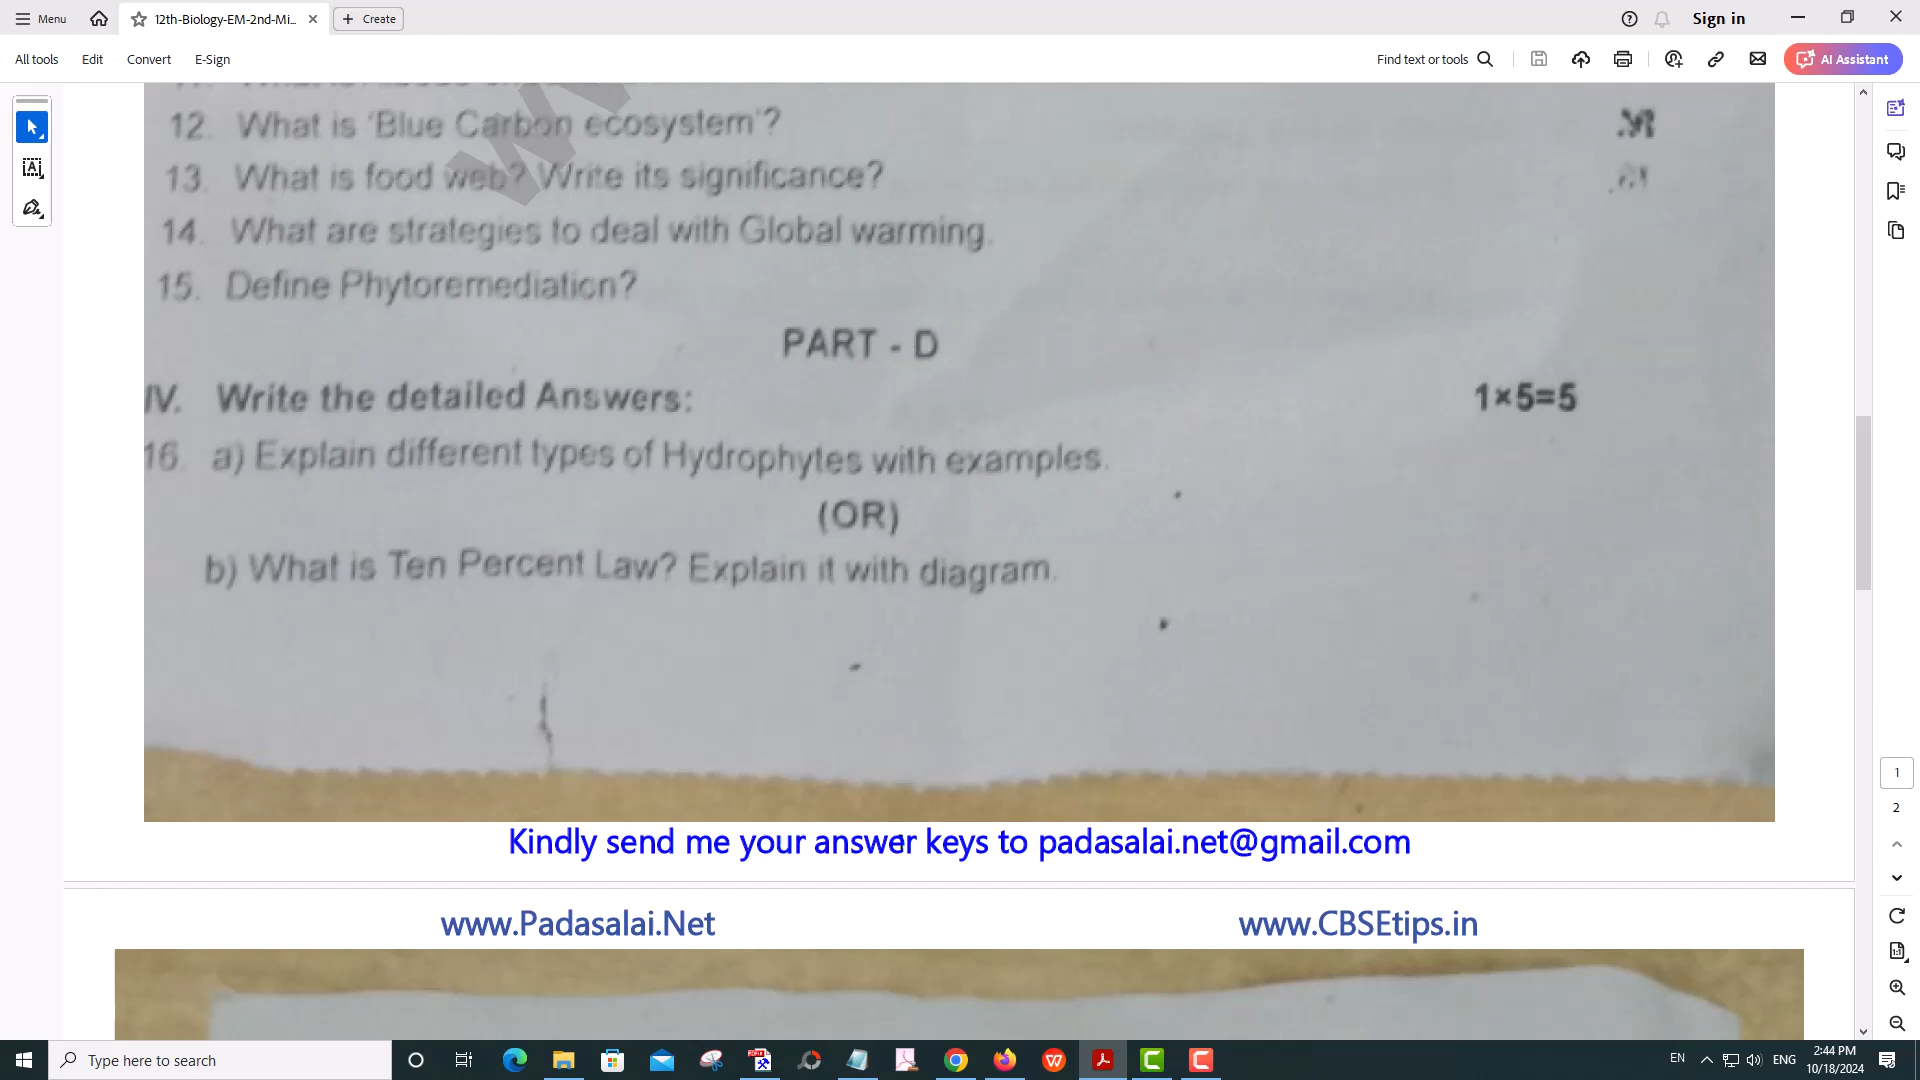 Menu
12th-Biology-EM-2nd-Mi...
Create
Sign in
All tools
Edit
Convert
E-Sign
Find text or tools
AI Assistant
12. What is 'Blue Carbon ecosystem'?
13. What is food web? Write its significance?
14. What are strategies to deal with Global warming.
15. Define Phytoremediation?
PART - D
IV. Write the detailed Answers:
1×5=5
16. a) Explain different types of Hydrophytes with examples.
(OR)
b) What is Ten Percent Law? Explain it with diagram.
Kindly send me your answer keys to padasalai.net@gmail.com
www.Padasalai.Net
www.CBSEtips.in
1
2
Type here to search
EN
ENG
2:44 PM
10/18/2024